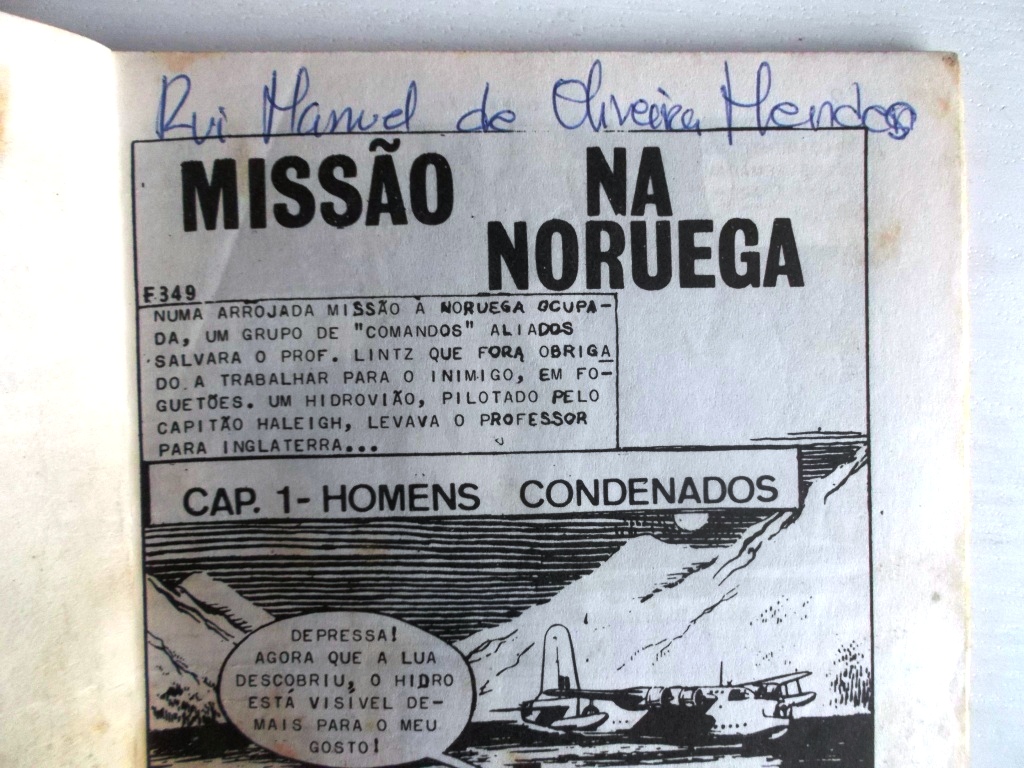 Rui Manuel de Oliveira Mendes
MISSÃO NA
NORUEGA
F349
NUMA ARROJADA MISSÃO À NORUEGA OCUPA-
DA, UM GRUPO DE "COMANDOS" ALIADOS
SALVARA O PROF. LINTZ QUE FORA OBRIGA
DO A TRABALHAR PARA O INIMIGO, EM FO-
GUETÕES. UM HIDROVIÃO, PILOTADO PELO
CAPITÃO HALEIGH, LEVAVA O PROFESSOR
PARA INGLATERRA...
CAP. 1- HOMENS CONDENADOS
DEPRESSA!
AGORA QUE A LUA
DESCOBRIU, O HIDRO
ESTÁ VISIVEL DE-
MAIS PARA O MEU
GOSTO!